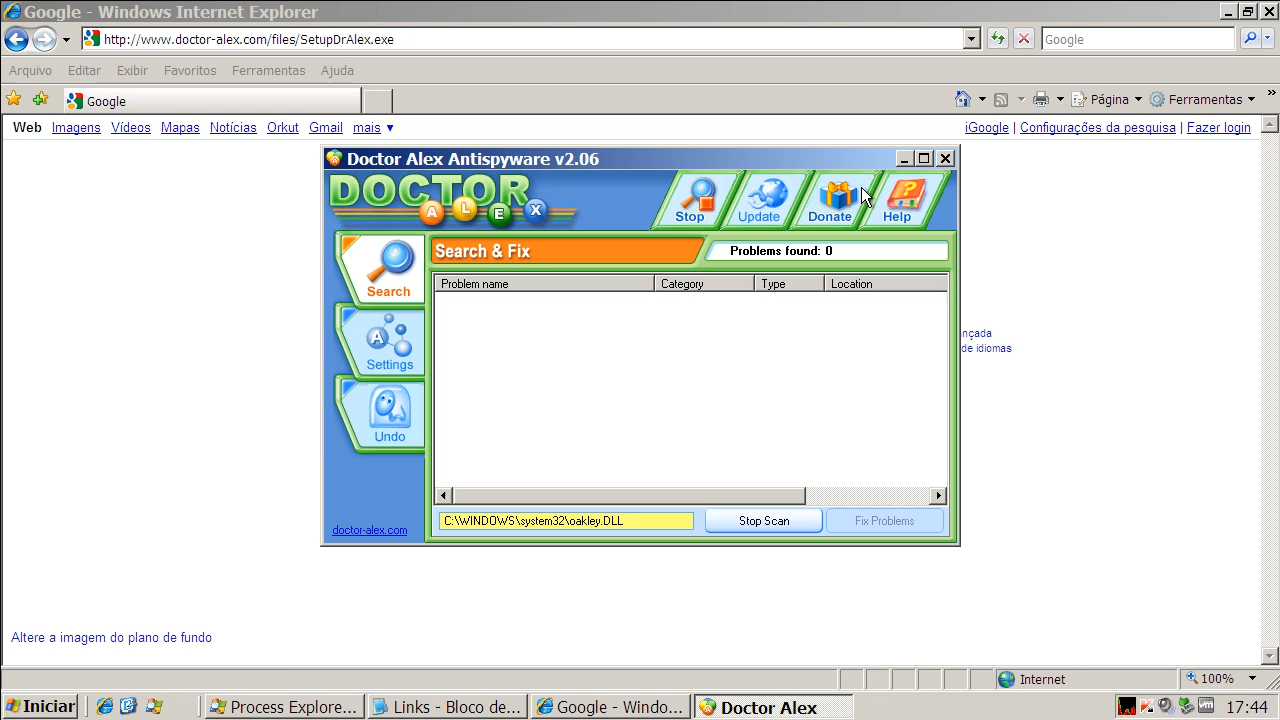 Google - Windows Internet Explorer
http://www.doctor-alex.com/files/SetupDrAlex.exe
Google
Arquivo Editar Exibir Favoritos Ferramentas Ajuda
Google
Página Ferramentas »
Web Imagens Vídeos Mapas Notícias Orkut Gmail mais ▼
iGoogle | Configurações da pesquisa | Fazer login
Doctor Alex Antispyware v2.06
DOCTOR
A L E X
Stop Update Donate Help
Search & Fix
Problems found: 0
Search
Settings
Undo
doctor-alex.com
Problem name Category Type Location
C:\WINDOWS\system32\oakley.DLL
Stop Scan
Fix Problems
nçada
de idiomas
Altere a imagem do plano de fundo
Internet
100%
Iniciar
Process Explore...
Links - Bloco de...
Google - Windo...
Doctor Alex
17:44